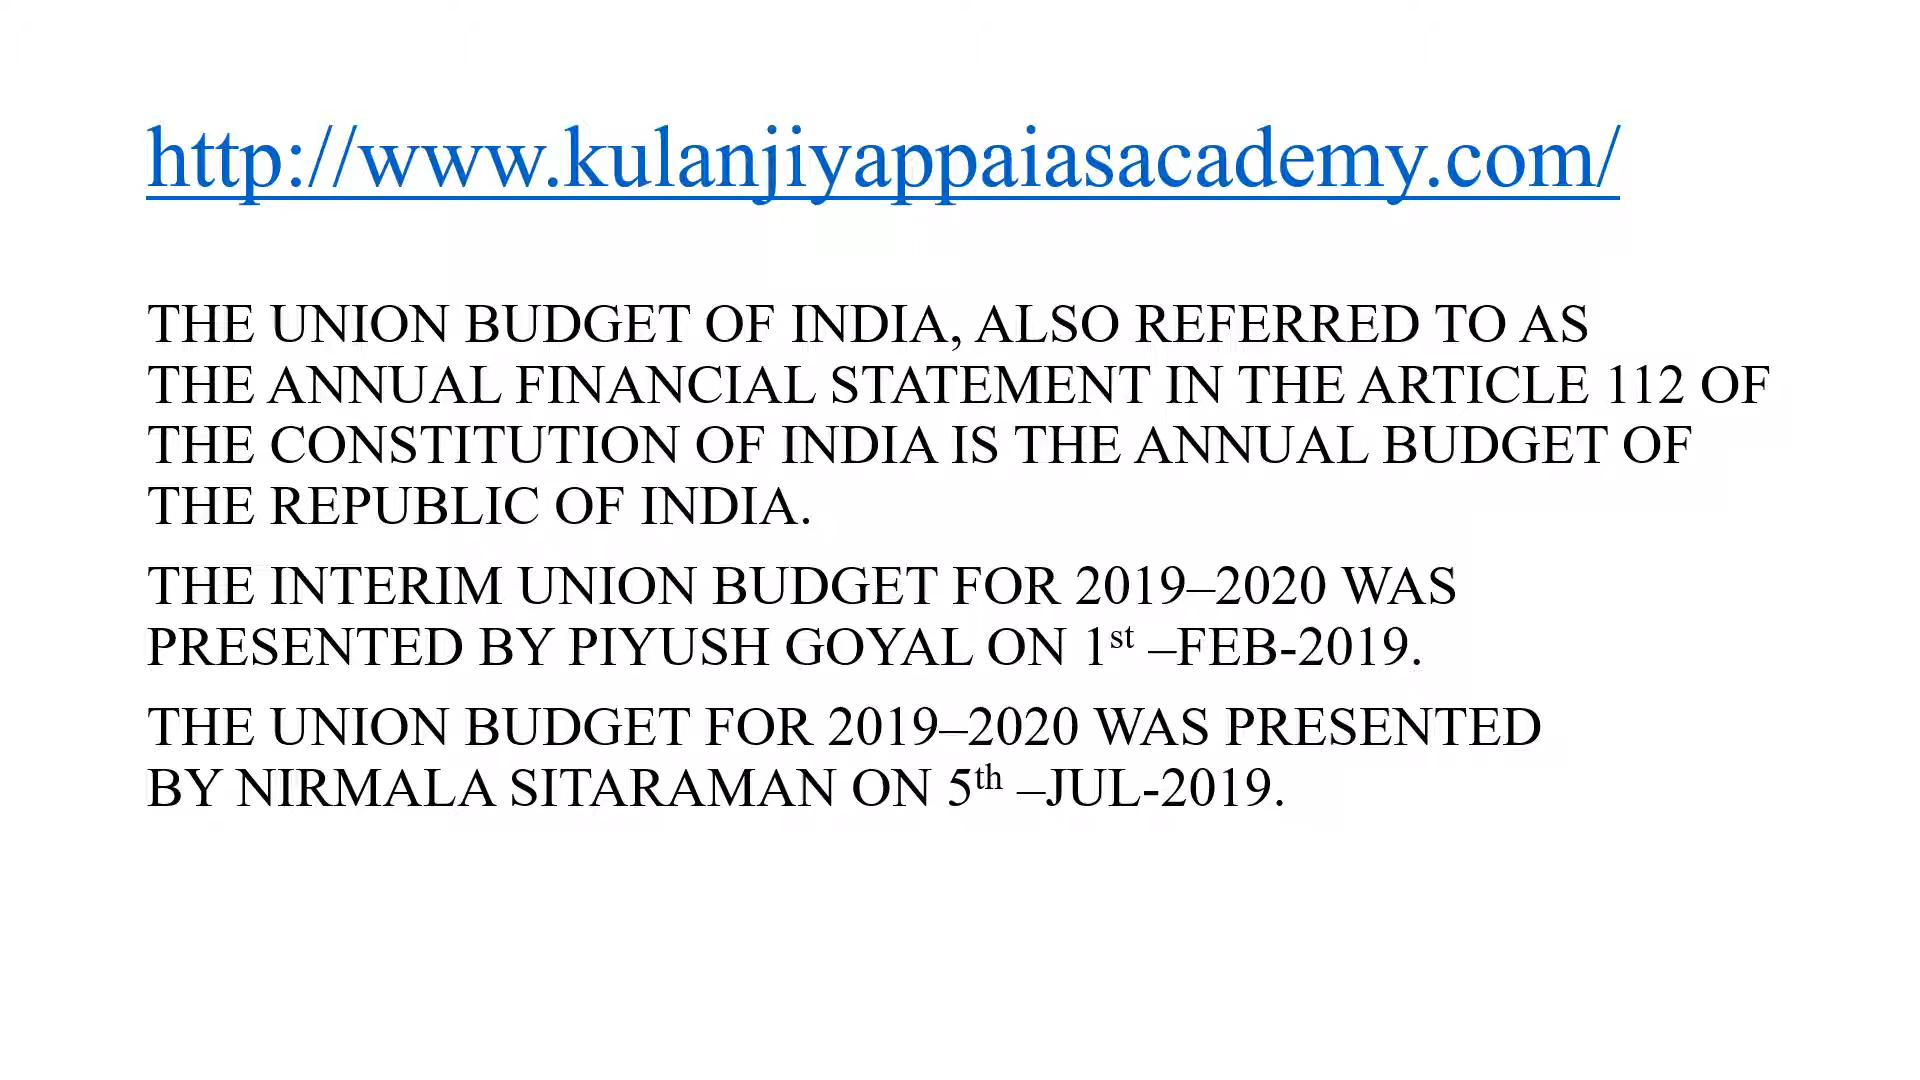 http://www.kulanjiyappaiasacademy.com/
THE UNION BUDGET OF INDIA, ALSO REFERRED TO AS
THE ANNUAL FINANCIAL STATEMENT IN THE ARTICLE 112 OF
THE CONSTITUTION OF INDIA IS THE ANNUAL BUDGET OF
THE REPUBLIC OF INDIA.
THE INTERIM UNION BUDGET FOR 2019–2020 WAS
PRESENTED BY PIYUSH GOYAL ON 1st –FEB-2019.
THE UNION BUDGET FOR 2019–2020 WAS PRESENTED
BY NIRMALA SITARAMAN ON 5th –JUL-2019.